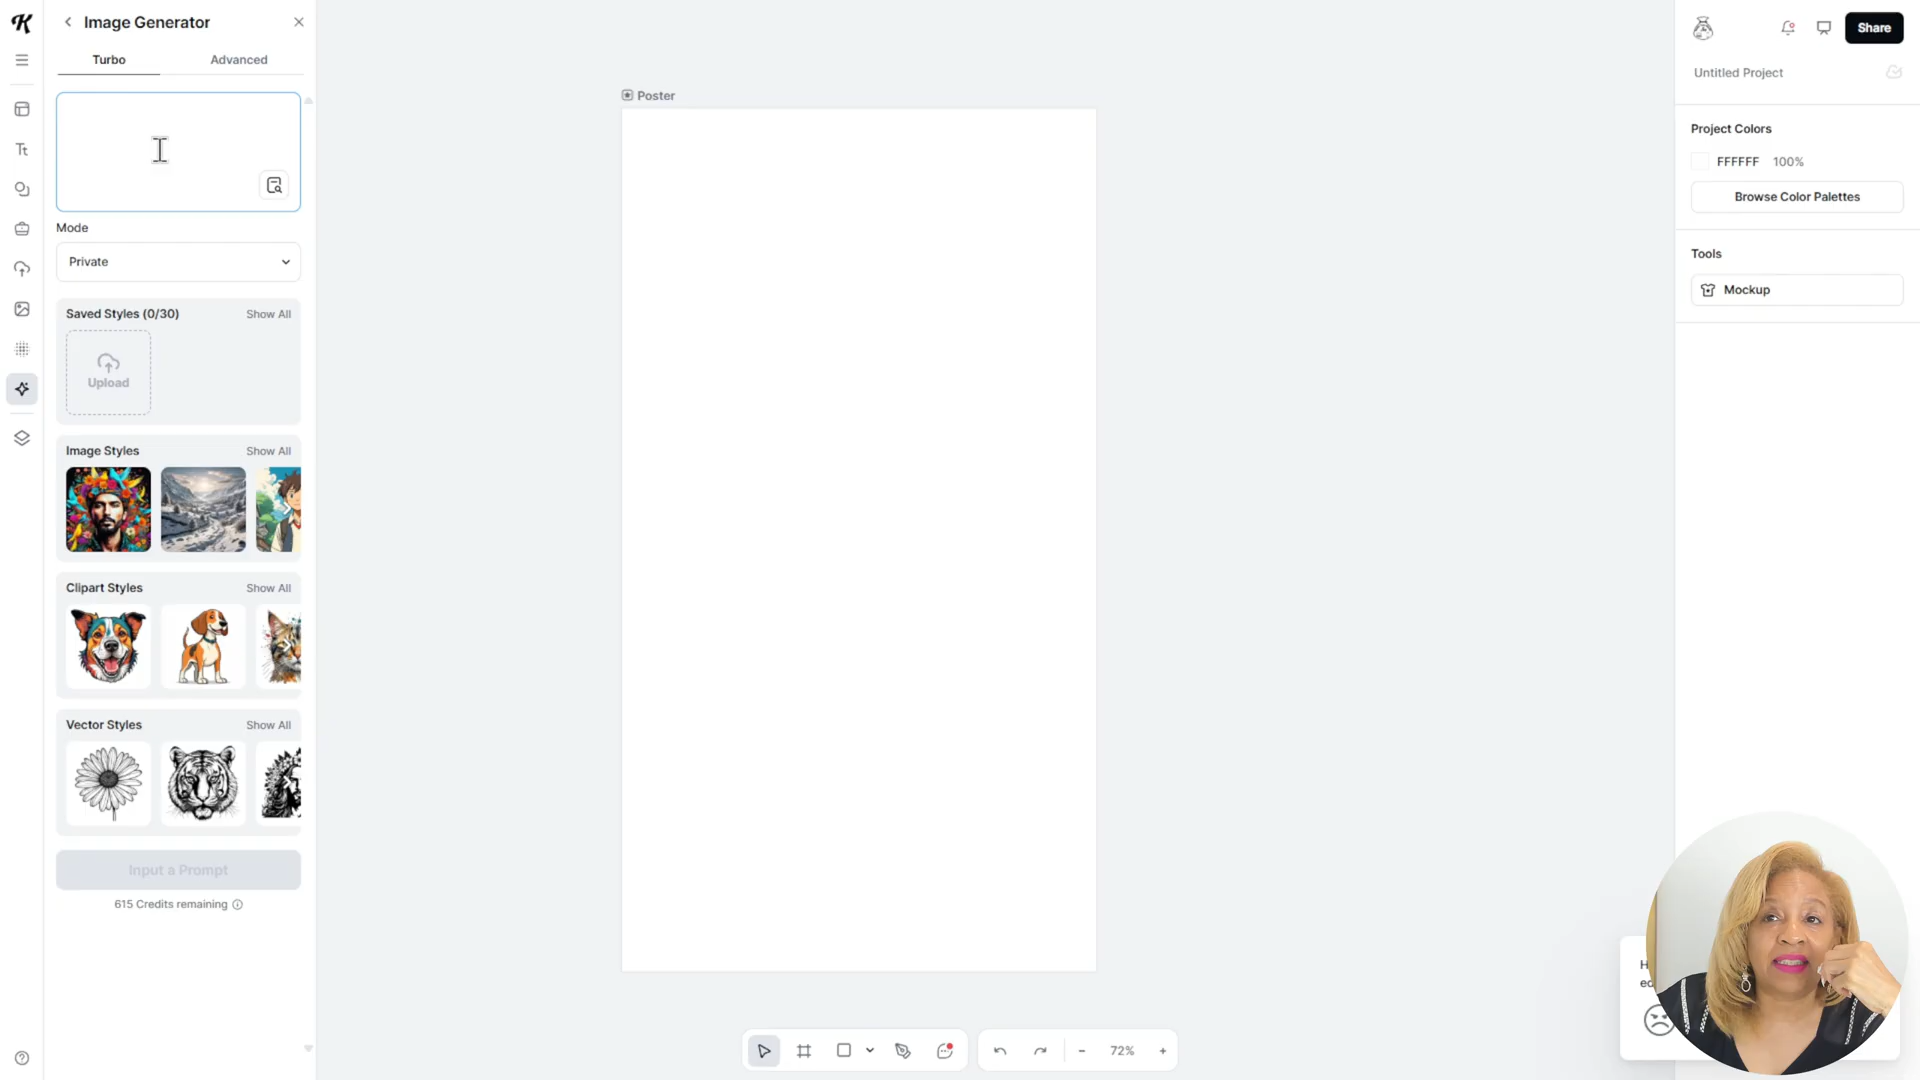 Image Generator
Turbo
Advanced
Mode
Private
Saved Styles (0/30)
Show All
Upload
Image Styles
Show All
Clipart Styles
Show All
Vector Styles
Show All
Input a Prompt
615 Credits remaining
Tt
Poster
72%
Share
Untitled Project
Project Colors
FFFFFF 100%
Browse Color Palettes
Tools
Mockup